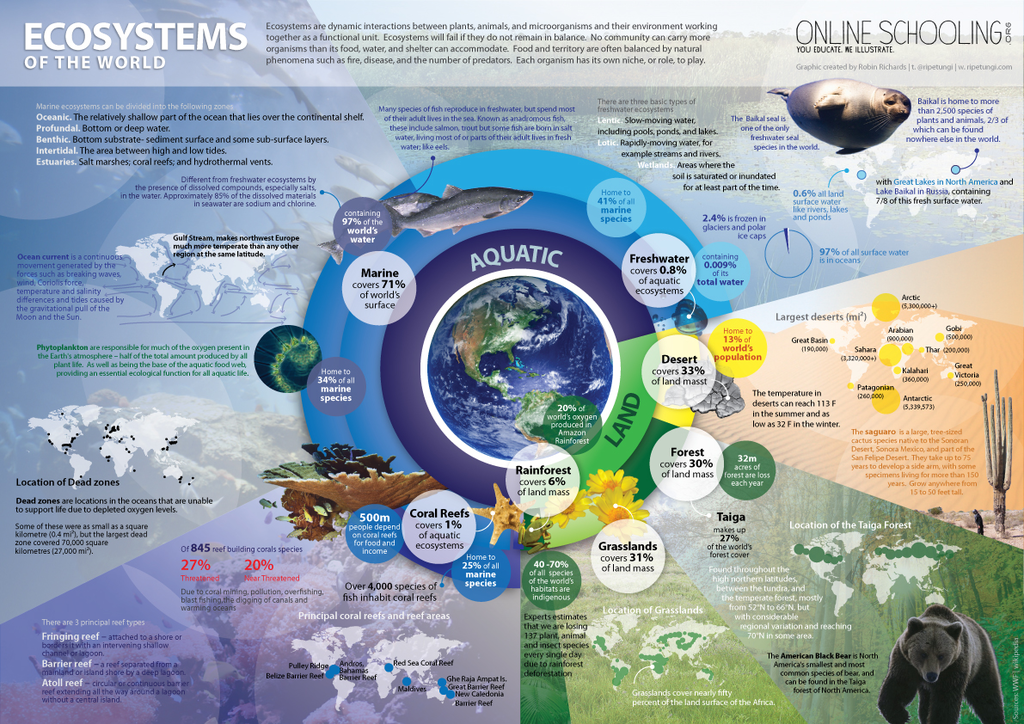 ECOSYSTEMS
OF THE WORLD
Ecosystems are dynamic interactions between plants, animals, and microorganisms and their environment working
together as a functional unit. Ecosystems will fail if they do not remain in balance. No community can carry more
organisms than its food, water, and shelter can accommodate. Food and territory are often balanced by natural
phenomena such as fire, disease, and the number of predators. Each organism has its own niche, or role, to play.
ONLINE SCHOOLING.ORG
YOU EDUCATE. WE ILLUSTRATE.
Graphic created by Robin Richards | t. @ripetungi | w. ripetungi.com
Marine ecosystems can be divided into the following zones
Oceanic. The relatively shallow part of the ocean that lies over the continental shelf.
Profundal. Bottom or deep water.
Benthic. Bottom substrate- sediment surface and some sub-surface layers.
Intertidal. The area between high and low tides.
Estuaries. Salt marshes; coral reefs; and hydrothermal vents.
Many species of fish reproduce in freshwater, but spend most
of their adult lives in the sea. Known as anadromous fish,
these include salmon, trout but some fish are born in salt
water, living most of or parts of their adult lives in fresh
water; like eels.
There are three basic types of
freshwater ecosystems
Lentic. Slow-moving water,
including pools, ponds, and lakes.
Lotic. Rapidly-moving water, for
example streams and rivers.
Wetlands. Areas where the
soil is saturated or inundated
for at least part of the time.
The Baikal seal is
one of the only
freshwater seal
species in the world.
Baikal is home to more
than 2,500 species of
plants and animals, 2/3 of
which can be found
nowhere else in the world.
0.6% all land
surface water
like rivers, lakes
and ponds
with Great Lakes in North America and
Lake Baikal in Russia, containing
7/8 of this fresh surface water.
2.4% is frozen in
glaciers and polar
ice caps
97% of all surface water
is in oceans
Different from freshwater ecosystems by
the presence of dissolved compounds, especially salts,
in the water. Approximately 85% of the dissolved materials
in seawater are sodium and chlorine.
containing
97% of the
world's
water
Home to
41% of all
marine
species
AQUATIC
Marine
covers 71%
of world's
surface
Freshwater
covers 0.8%
of aquatic
ecosystems
containing
0.009%
of its
total water
Gulf Stream, makes northwest Europe
much more temperate than any other
region at the same latitude.
Ocean current is a continuous
movement generated by the
forces such as breaking waves,
wind, Coriolis force,
temperature and salinity
differences and tides caused by
the gravitational pull of the
Moon and the Sun.
Phytoplankton are responsible for much of the oxygen present in
the Earth's atmosphere – half of the total amount produced by all
plant life. As well as being the base of the aquatic food web,
providing an essential ecological function for all aquatic life.
Home to
34% of all
marine
species
Desert
covers 33%
of land masst
Home to
13% of
world's
population
The temperature in
deserts can reach 113 F
in the summer and as
low as 32 F in the winter.
Largest deserts (mi²)
Arctic
(5,300,000+)
Great Basin
(190,000)
Arabian
(900,000)
Gobi
(500,000)
Sahara
(3,320,000+)
Thar (200,000)
Kalahari
(360,000)
Great
Victoria
(250,000)
Patagonian
(260,000)
Antarctic
(5,339,573)
The saguaro is a large, tree-sized
cactus species native to the Sonoran
Desert, Sonora Mexico, and part of the
San Felipe Desert. They take up to 75
years to develop a side arm, with some
specimens living for more than 150
years. Grow anywhere from
15 to 50 feet tall.
LAND
20% of
world's oxygen
produced in
Amazon
Rainforest
Rainforest
covers 6%
of land mass
Forest
covers 30%
of land mass
32m
acres of
forest are loss
each year
Location of Dead zones
Dead zones are locations in the oceans that are unable
to support life due to depleted oxygen levels.
Some of these were as small as a square
kilometre (0.4 mi²), but the largest dead
zone covered 70,000 square
kilometres (27,000 mi²).
500m
people depend
on coral reefs
for food and
income
Coral Reefs
covers 1%
of aquatic
ecosystems
Home to
25% of all
marine
species
Grasslands
covers 31%
of land mass
40 -70%
of all species
of the world's
habitats are
indigenous
Taiga
makes up
27%
of the world's
forest cover
Found throughout the
high northern latitudes,
between the tundra, and
the temperate forest, mostly
from 52°N to 66°N, but
with considerable
regional variation and reaching
70°N in some area.
Location of the Taiga Forest
Of 845 reef building corals species
27%
Threatened
20%
Near Threatened
Due to coral mining, pollution, overfishing,
blast fishing, the digging of canals and
warming oceans
Over 4,000 species of
fish inhabit coral reefs
There are 3 principal reef types
Fringing reef – attached to a shore or
borders it with an intervening shallow
channel or lagoon.
Barrier reef – a reef separated from a
mainland or island shore by a deep lagoon.
Atoll reef – circular or continuous barrier
reef extending all the way around a lagoon
without a central island.
Principal coral reefs and reef areas
Pulley Ridge
Belize Barrier Reef
Andros,
Bahamas
Barrier Reef
Red Sea Coral Reef
Maldives
Ghe Raja Ampat Is.
Great Barrier Reef
New Caledonia
Barrier Reef
Experts estimates
that we are losing
137 plant, animal
and insect species
every single day
due to rainforest
deforestation
Location of Grasslands
Grasslands cover nearly fifty
percent of the land surface of the Africa.
The American Black Bear is North
America's smallest and most
common species of bear, and
can be found in the Taiga
forest of North America.
Sources: WWF | wikipedia